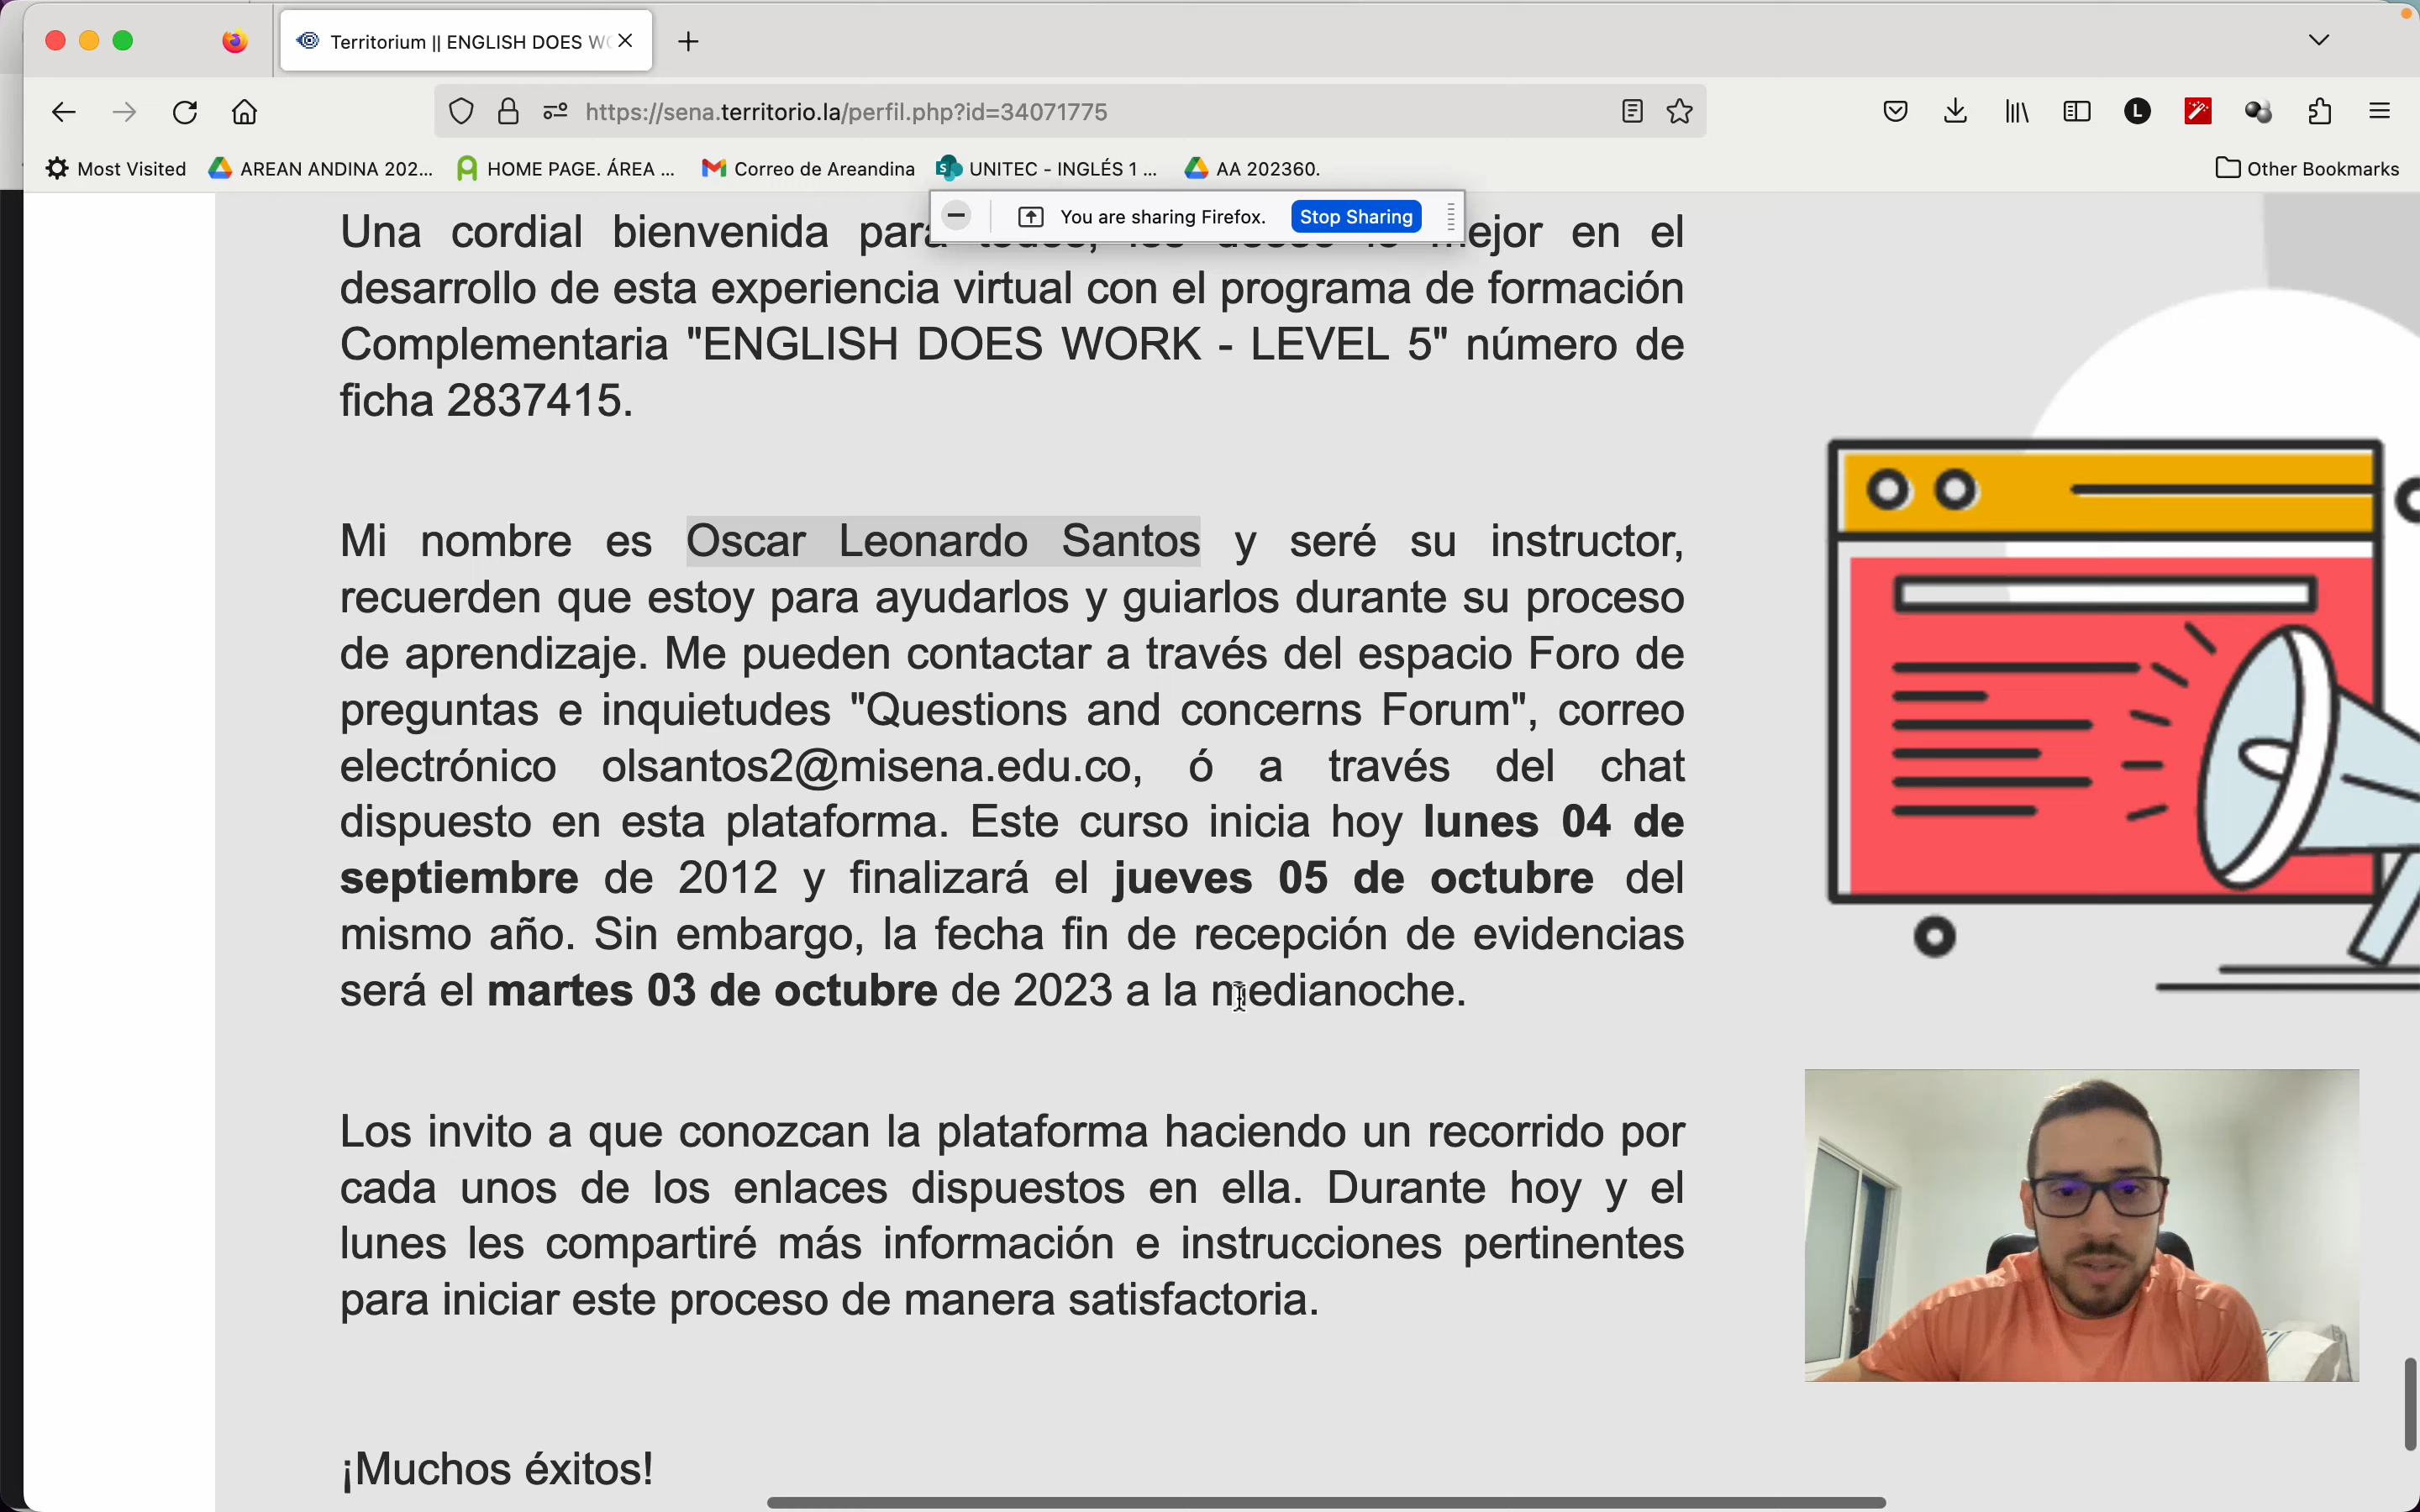 Territorium || ENGLISH DOES WO
https://sena.territorio.la/perfil.php?id=34071775
L
Most Visited
AREAN ANDINA 202...
HOME PAGE. ÁREA ...
Correo de Areandina
UNITEC - INGLÉS 1 ...
AA 202360.
Other Bookmarks
You are sharing Firefox.
Stop Sharing
Una cordial bienvenida para todos, les deseo lo mejor en el
desarrollo de esta experiencia virtual con el programa de formación
Complementaria "ENGLISH DOES WORK - LEVEL 5" número de
ficha 2837415.
Mi nombre es Oscar Leonardo Santos y seré su instructor,
recuerden que estoy para ayudarlos y guiarlos durante su proceso
de aprendizaje. Me pueden contactar a través del espacio Foro de
preguntas e inquietudes "Questions and concerns Forum", correo
electrónico olsantos2@misena.edu.co, ó a través del chat
dispuesto en esta plataforma. Este curso inicia hoy lunes 04 de
septiembre de 2012 y finalizará el jueves 05 de octubre del
mismo año. Sin embargo, la fecha fin de recepción de evidencias
será el martes 03 de octubre de 2023 a la medianoche.
Los invito a que conozcan la plataforma haciendo un recorrido por
cada unos de los enlaces dispuestos en ella. Durante hoy y el
lunes les compartiré más información e instrucciones pertinentes
para iniciar este proceso de manera satisfactoria.
¡Muchos éxitos!